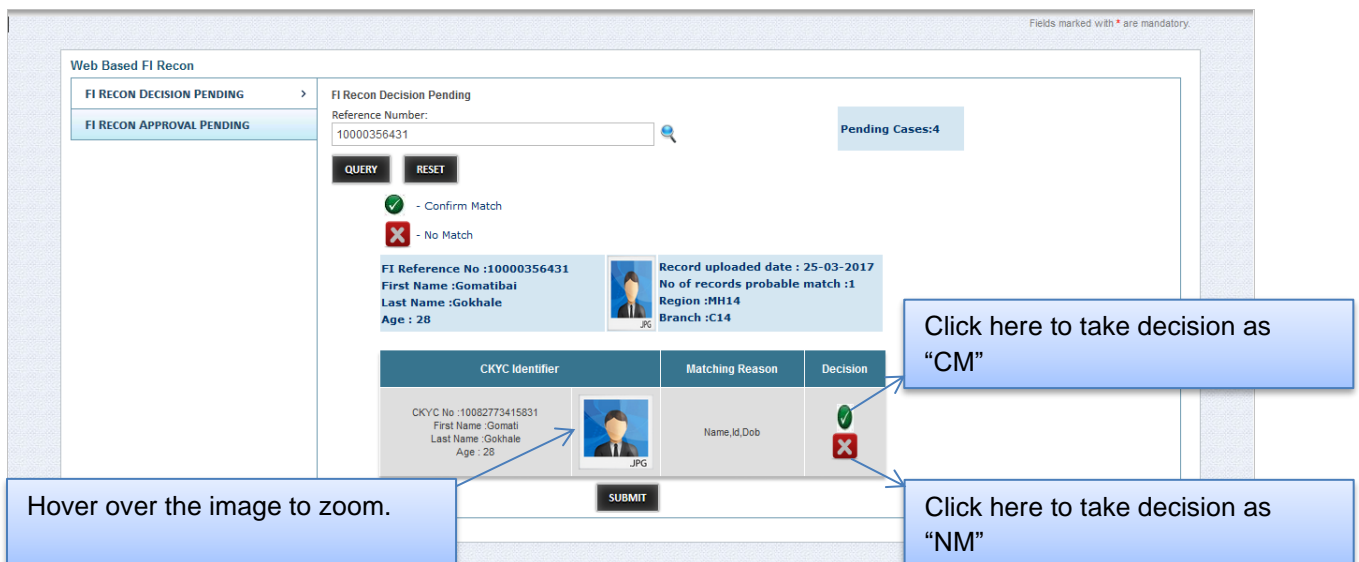 Fields marked with * are mandatory.
Web Based FI Recon
FI RECON DECISION PENDING >
FI RECON APPROVAL PENDING
FI Recon Decision Pending
Reference Number:
10000356431
Pending Cases:4
QUERY RESET
- Confirm Match
- No Match
FI Reference No :10000356431
First Name :Gomatibai
Last Name :Gokhale
Age : 28
JPG
Record uploaded date : 25-03-2017
No of records probable match :1
Region :MH14
Branch :C14
Click here to take decision as
“CM”
CKYC Identifier Matching Reason Decision
CKYC No :10082773415831
First Name :Gomati
Last Name :Gokhale
Age : 28
JPG
Name,Id,Dob
SUBMIT
Hover over the image to zoom.
Click here to take decision as
“NM”